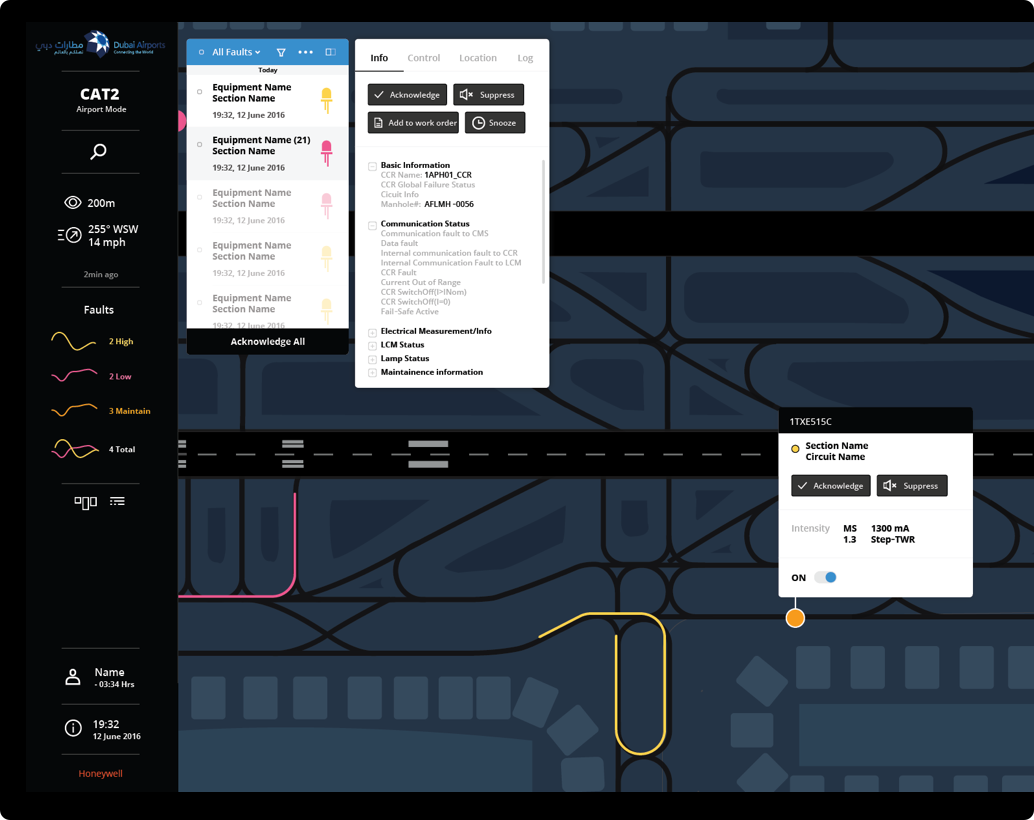 مطارات دبي
Dubai Airports
Connecting the World
CAT2
Airport Mode
200m
255° WSW
14 mph
2min ago
Faults
2 High
2 Low
3 Maintain
4 Total
Name
- 03:34 Hrs
19:32
12 June 2016
Honeywell
All Faults
Today
Equipment Name
Section Name
19:32, 12 June 2016
Equipment Name (21)
Section Name
19:32, 12 June 2016
Equipment Name
Section Name
19:32, 12 June 2016
Equipment Name
Section Name
19:32, 12 June 2016
Equipment Name
Section Name
19:32, 12 June 2016
Acknowledge All
Info Control Location Log
Acknowledge Suppress
Add to work order Snooze
Basic Information
CCR Name: 1APH01_CCR
CCR Global Failure Status
Cicuit Info
Manhole#: AFLMH -0056
Communication Status
Communication fault to CMS
Data fault
Internal communication fault to CCR
Internal Communication Fault to LCM
CCR Fault
Current Out of Range
CCR SwitchOff(I>INom)
CCR SwitchOff(I=0)
Fail-Safe Active
Electrical Measurement/Info
LCM Status
Lamp Status
Maintainence information
1TXE515C
Section Name
Circuit Name
Acknowledge Suppress
Intensity MS 1300 mA
1.3 Step-TWR
ON